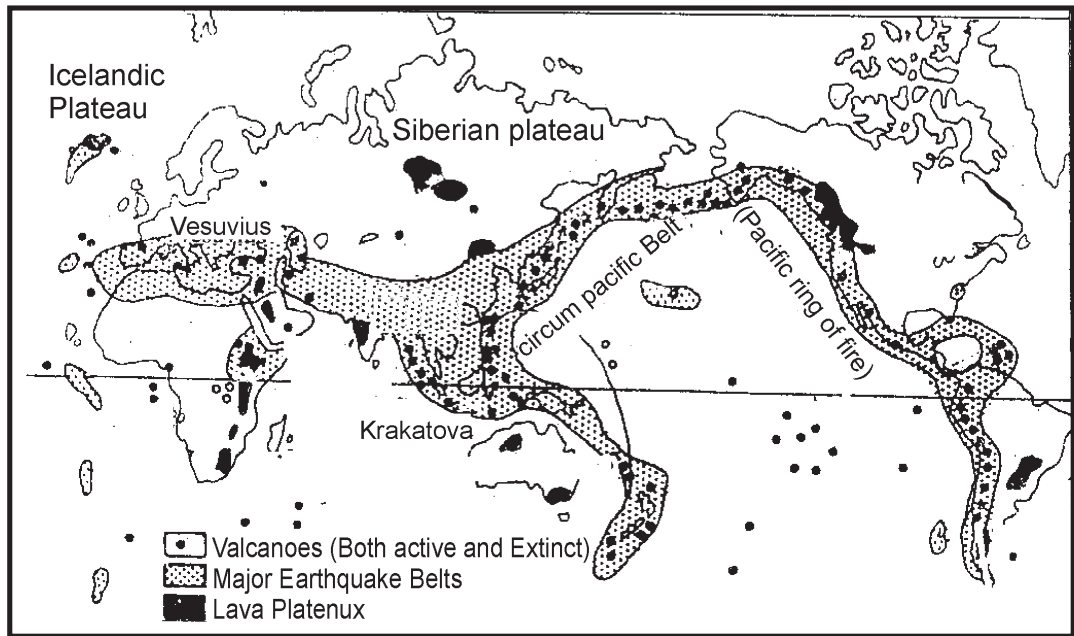 Icelandic
Plateau
Siberian plateau
Vesuvius
circum pacific Belt
(Pacific ring of fire)
Krakatova
Valcanoes (Both active and Extinct)
Major Earthquake Belts
Lava Platenux